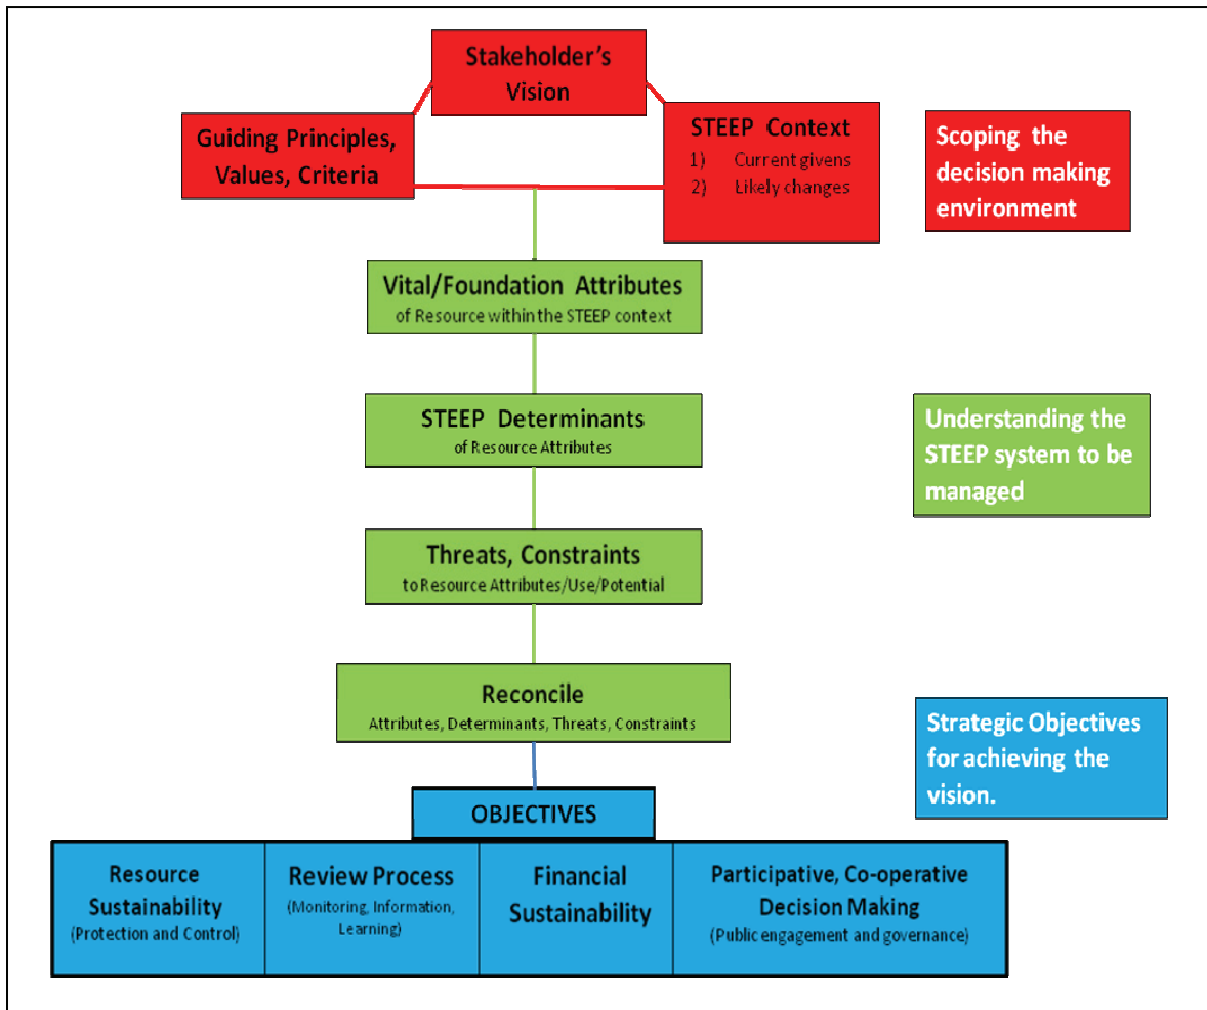 Stakeholder's
Vision
Guiding Principles,
Values, Criteria
STEEP Context
1) Current givens
2) Likely changes
Scoping the
decision making
environment
Vital/Foundation Attributes
of Resource within the STEEP context
STEEP Determinants
of Resource Attributes
Understanding the
STEEP system to be
managed
Threats, Constraints
to Resource Attributes/Use/Potential
Reconcile
Attributes, Determinants, Threats, Constraints
Strategic Objectives
for achieving the
vision.
OBJECTIVES
Resource
Sustainability
(Protection and Control)
Review Process
(Monitoring, Information,
Learning)
Financial
Sustainability
Participative, Co-operative
Decision Making
(Public engagement and governance)